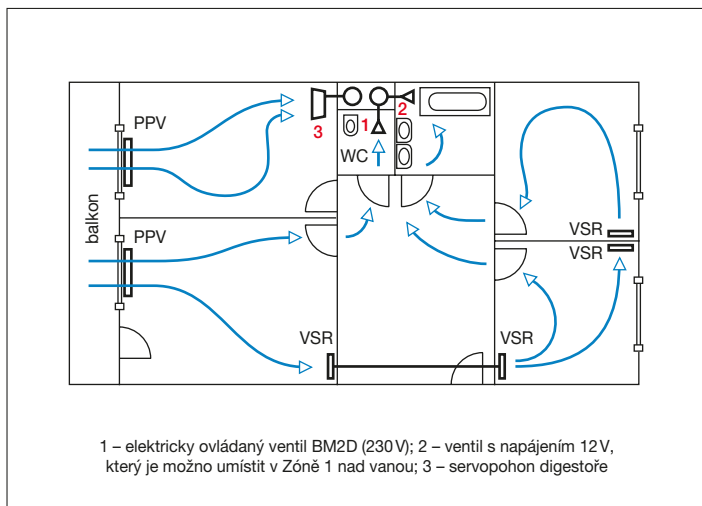 PPV
3
1
2
WC
balkon
PPV
VSR
VSR
VSR
VSR
1 – elektricky ovládaný ventil BM2D (230 V); 2 – ventil s napájením 12 V,
který je možno umístit v Zóně 1 nad vanou; 3 – servopohon digestoře